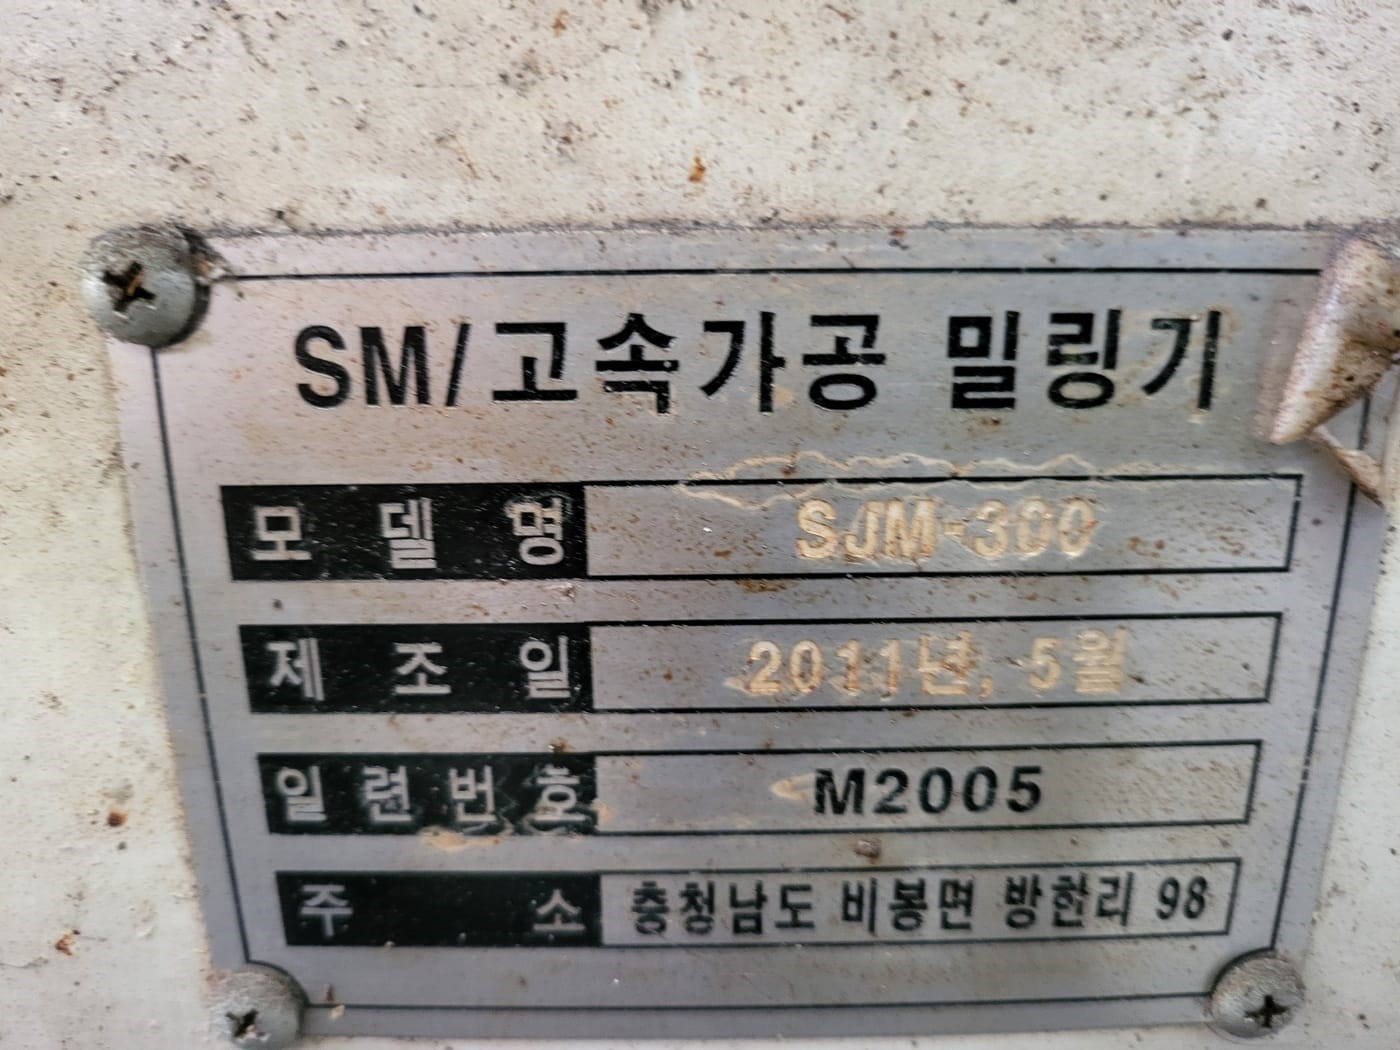 SM/고속가공 밀링기
모 델 명 SJM-300
제 조 일 2011년, 5월
일 련 번 호 M2005
주 소 충청남도 비봉면 방한리 98